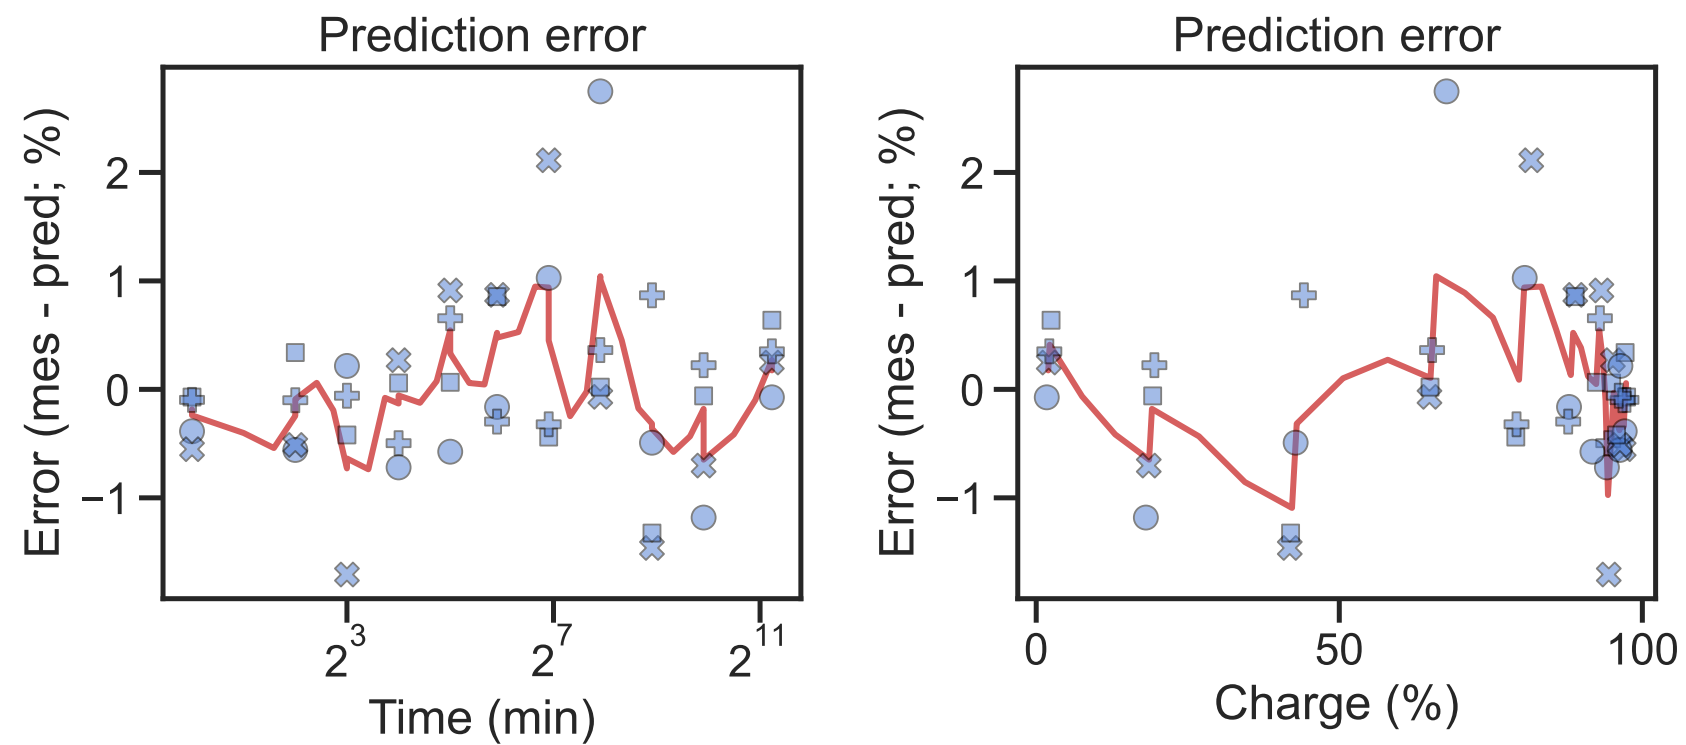 Prediction error
Error (mes - pred; %)
2
1
0
−1
2^3 2^7 2^11
Time (min)
Prediction error
Error (mes - pred; %)
2
1
0
−1
0 50 100
Charge (%)